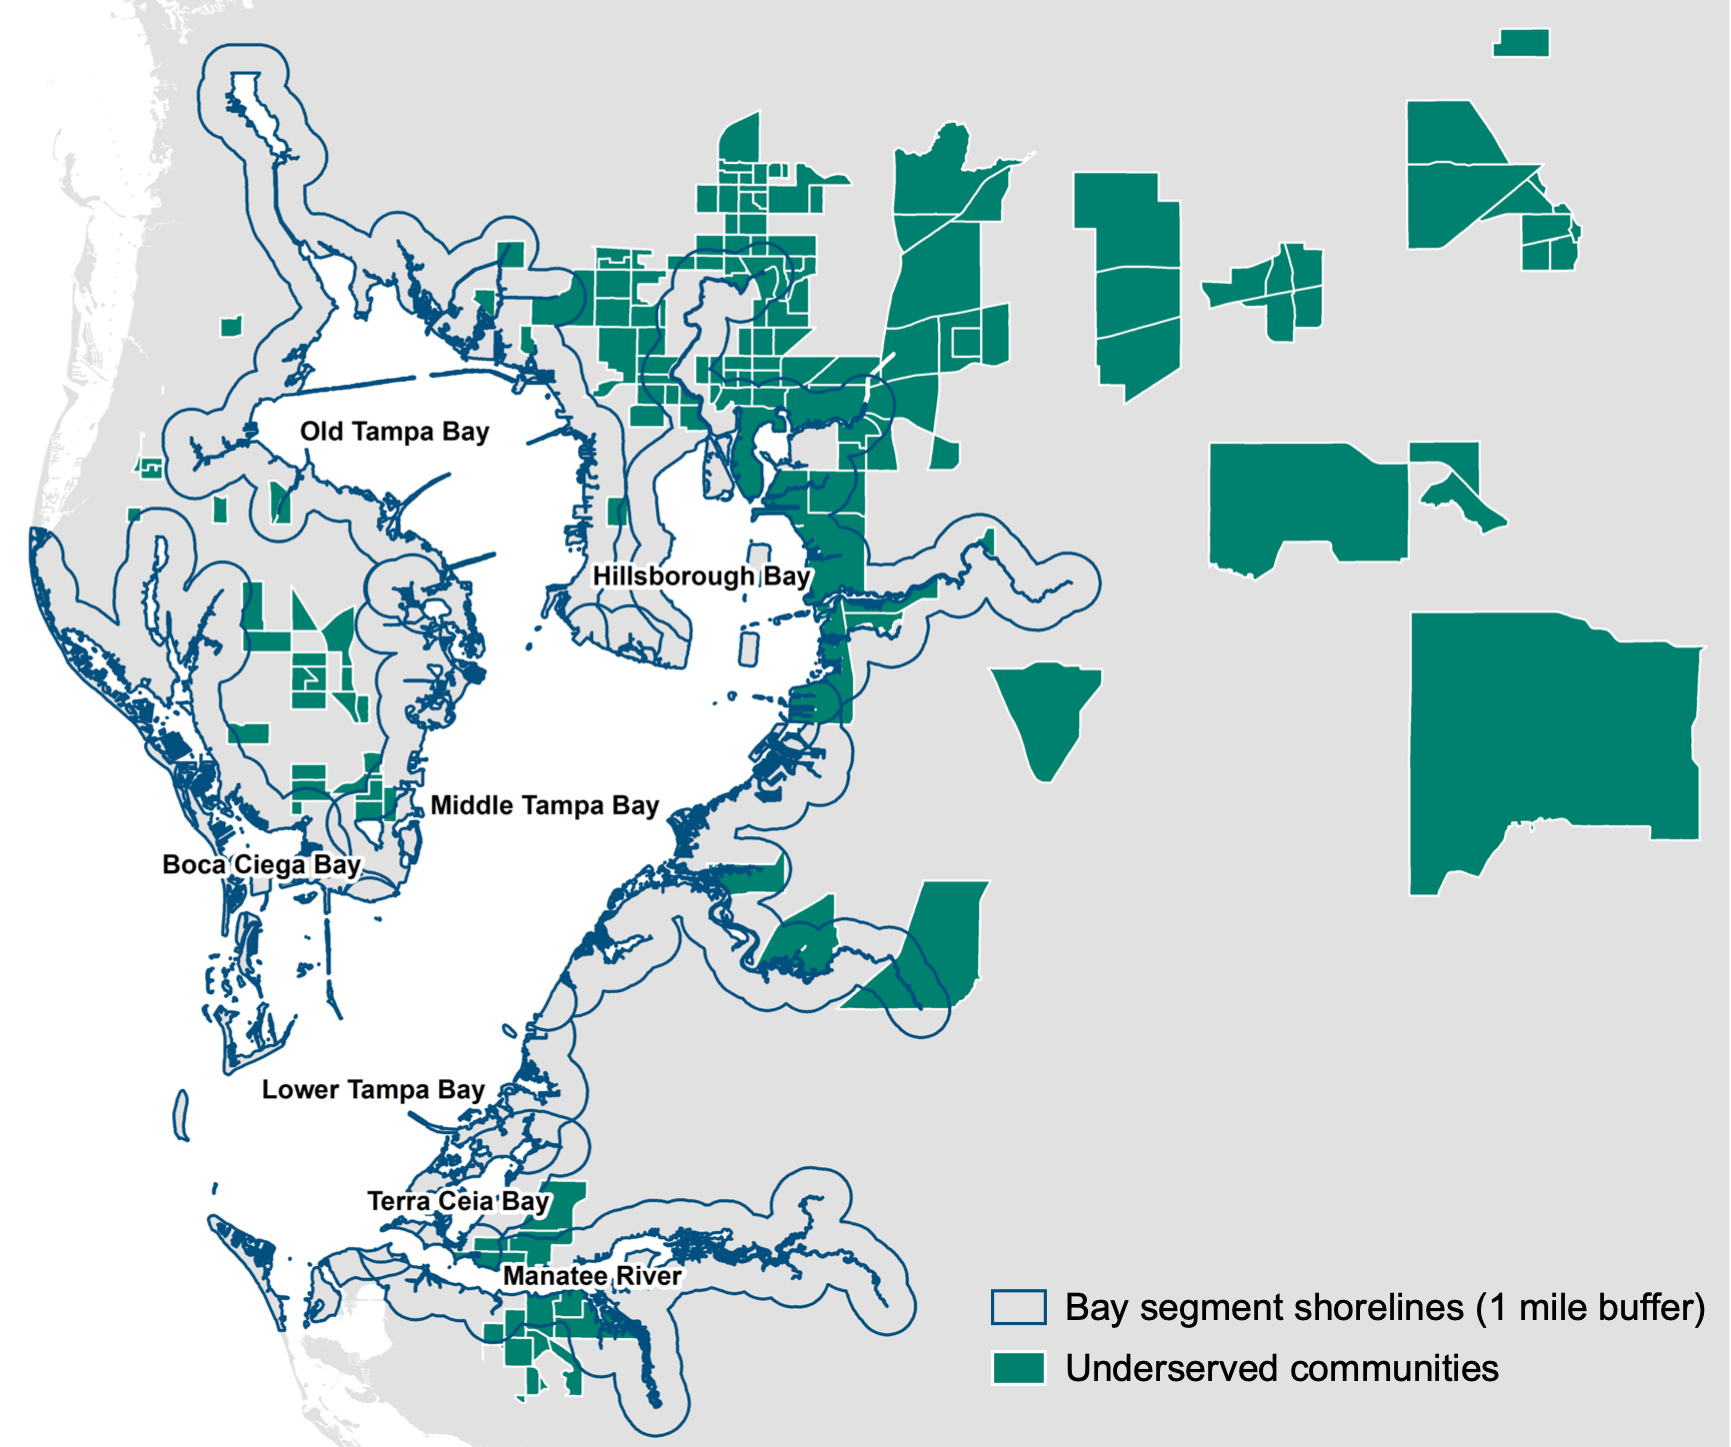 Old Tampa Bay
Hillsborough Bay
Middle Tampa Bay
Boca Ciega Bay
Lower Tampa Bay
Terra Ceia Bay
Manatee River
Bay segment shorelines (1 mile buffer)
Underserved communities